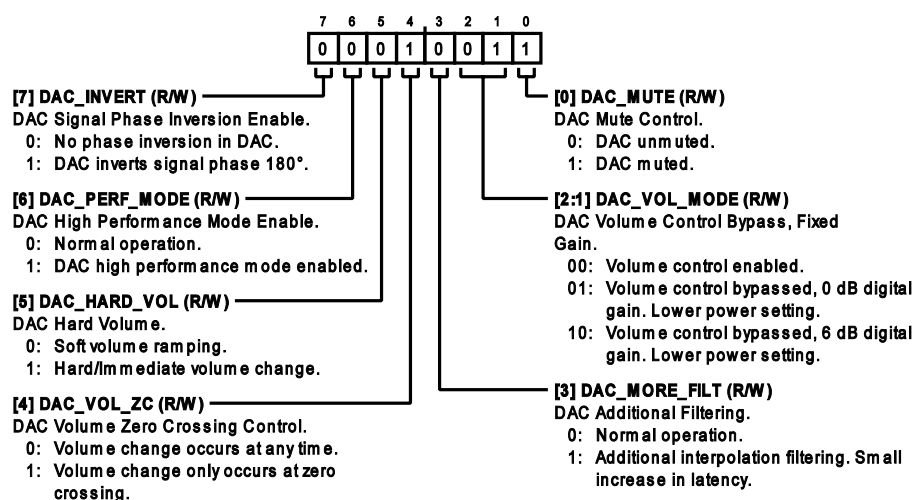 7 6 5 4 3 2 1 0
0 0 0 1 0 0 1 1
[7] DAC_INVERT (R/W)
DAC Signal Phase Inversion Enable.
0: No phase inversion in DAC.
1: DAC inverts signal phase 180°.
[6] DAC_PERF_MODE (R/W)
DAC High Performance Mode Enable.
0: Normal operation.
1: DAC high performance mode enabled.
[5] DAC_HARD_VOL (R/W)
DAC Hard Volume.
0: Soft volume ramping.
1: Hard/Immediate volume change.
[4] DAC_VOL_ZC (R/W)
DAC Volume Zero Crossing Control.
0: Volume change occurs at any time.
1: Volume change only occurs at zero
crossing.
[0] DAC_MUTE (R/W)
DAC Mute Control.
0: DAC unmuted.
1: DAC muted.
[2:1] DAC_VOL_MODE (R/W)
DAC Volume Control Bypass, Fixed
Gain.
00: Volume control enabled.
01: Volume control bypassed, 0 dB digital
gain. Lower power setting.
10: Volume control bypassed, 6 dB digital
gain. Lower power setting.
[3] DAC_MORE_FILT (R/W)
DAC Additional Filtering.
0: Normal operation.
1: Additional interpolation filtering. Small
increase in latency.